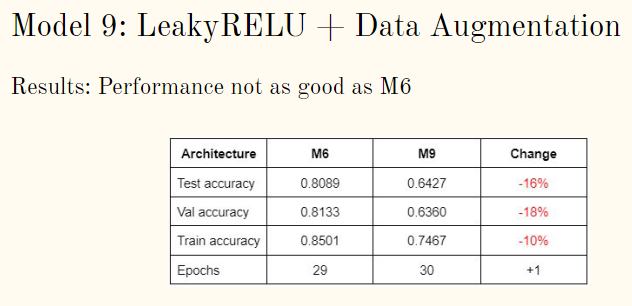 Model 9: LeakyRELU + Data Augmentation
Results: Performance not as good as M6
Architecture M6 M9 Change
Test accuracy 0.8089 0.6427 -16%
Val accuracy 0.8133 0.6360 -18%
Train accuracy 0.8501 0.7467 -10%
Epochs 29 30 +1